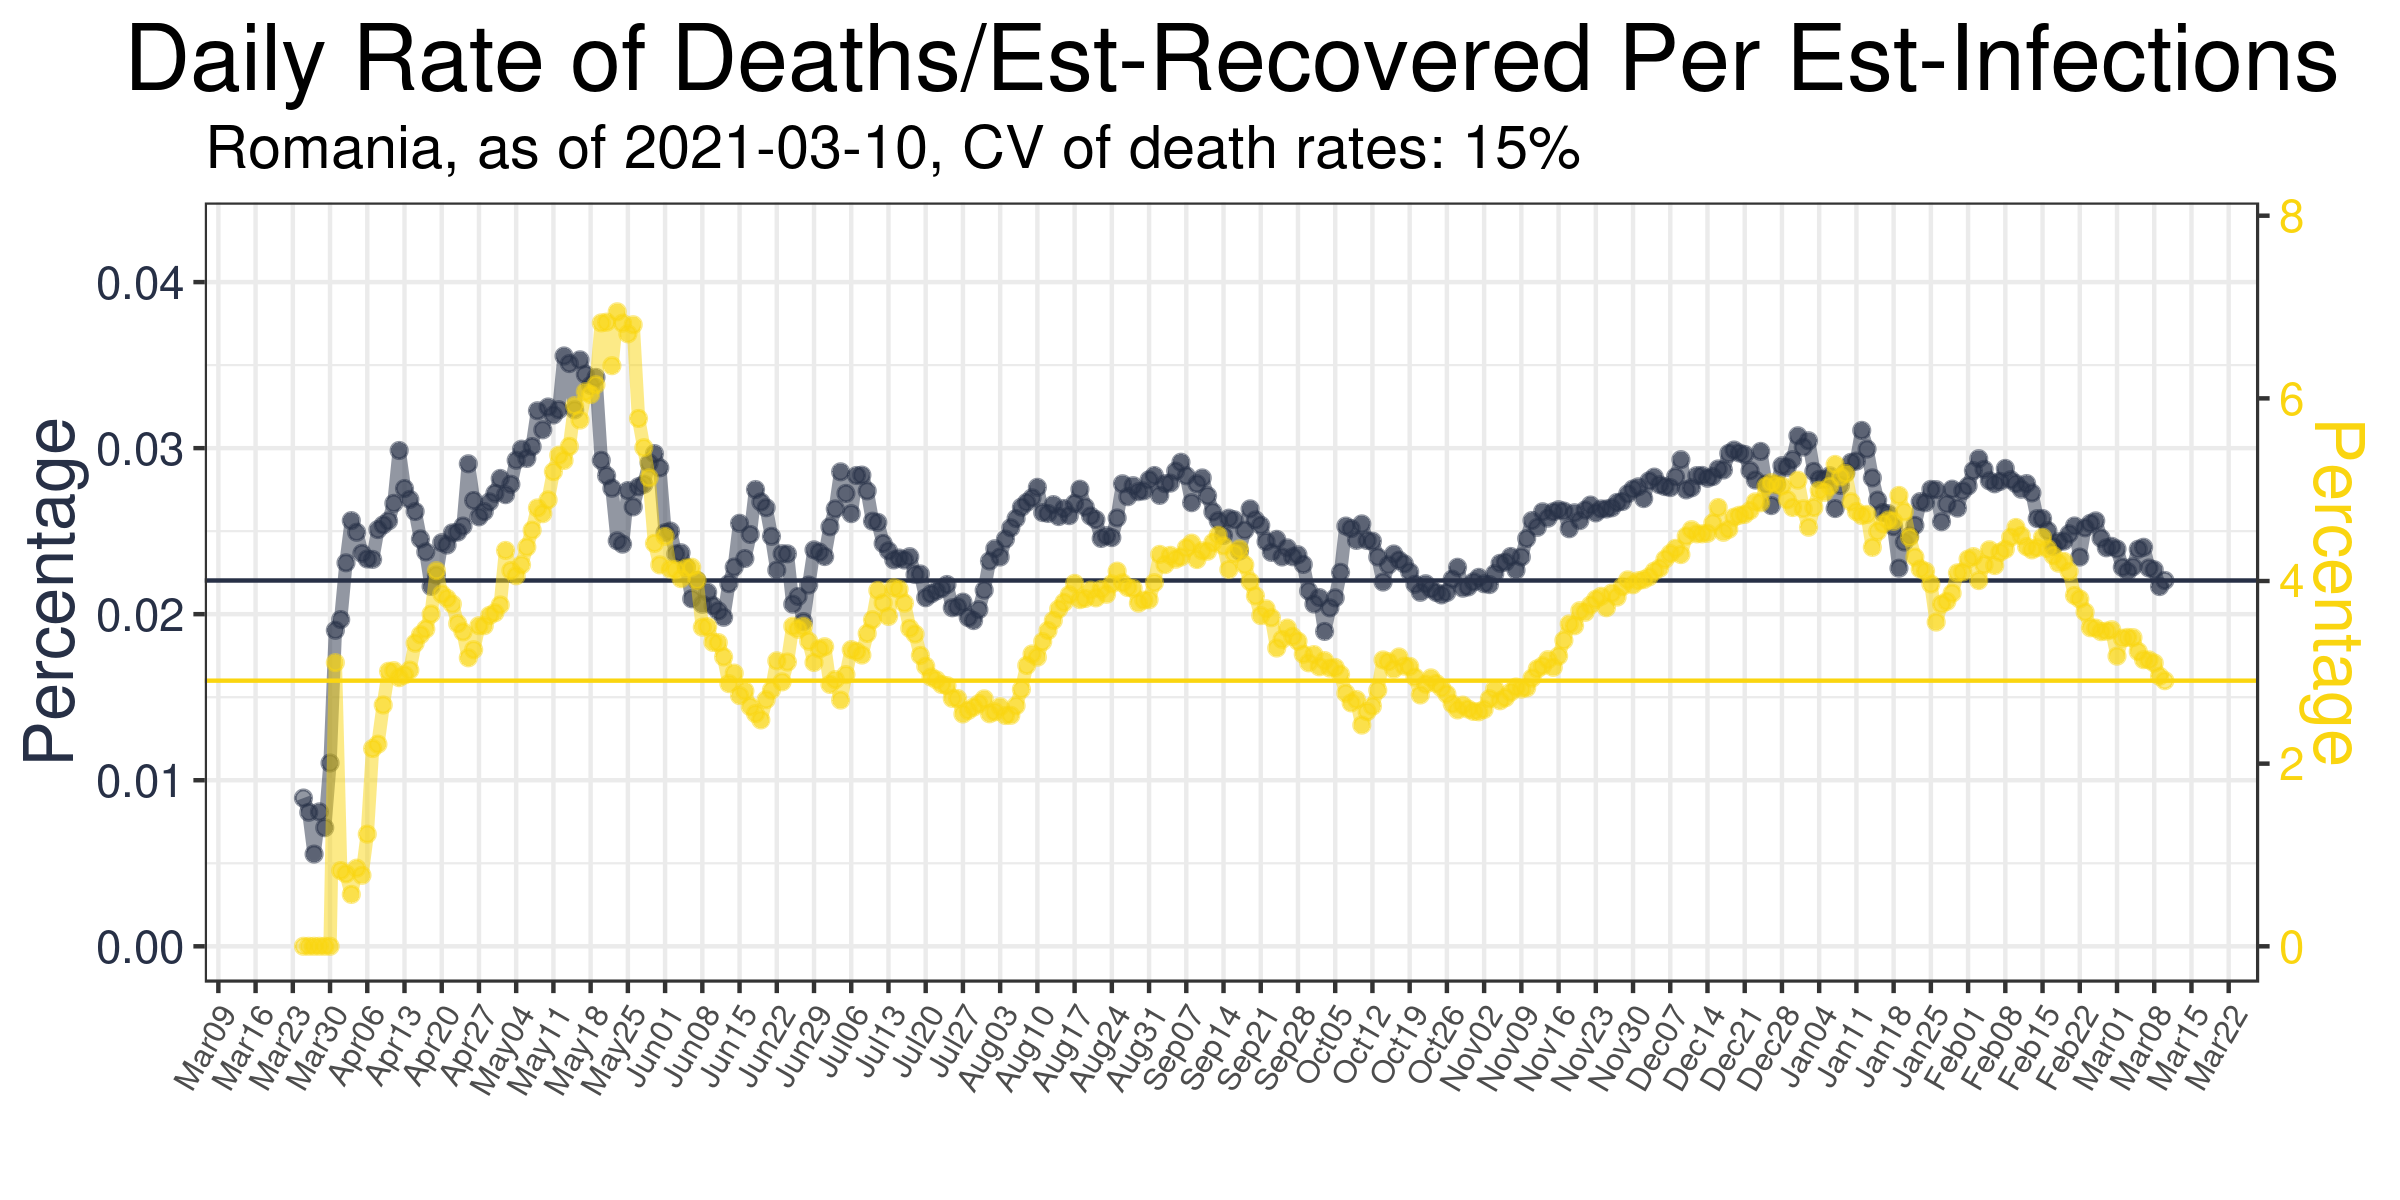 Daily Rate of Deaths/Est-Recovered Per Est-Infections
Romania, as of 2021-03-10, CV of death rates: 15%
Percentage
0.04
0.03
0.02
0.01
0.00
8
6
4
2
0
Percentage
Mar09
Mar16
Mar23
Mar30
Apr06
Apr13
Apr20
Apr27
May04
May11
May18
May25
Jun01
Jun08
Jun15
Jun22
Jun29
Jul06
Jul13
Jul20
Jul27
Aug03
Aug10
Aug17
Aug24
Aug31
Sep07
Sep14
Sep21
Sep28
Oct05
Oct12
Oct19
Oct26
Nov02
Nov09
Nov16
Nov23
Nov30
Dec07
Dec14
Dec21
Dec28
Jan04
Jan11
Jan18
Jan25
Feb01
Feb08
Feb15
Feb22
Mar01
Mar08
Mar15
Mar22